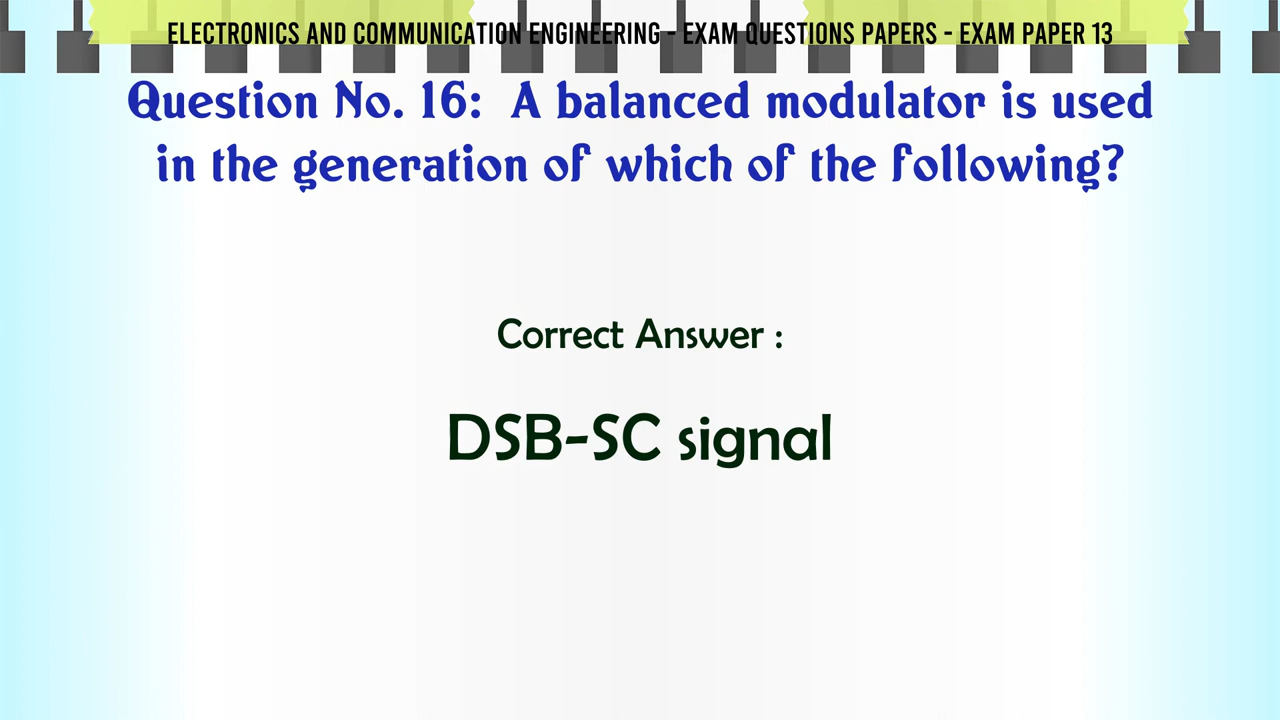 ELECTRONICS AND COMMUNICATION ENGINEERING - EXAM QUESTIONS PAPERS - EXAM PAPER 13
Question No. 16: A balanced modulator is used
in the generation of which of the following?
Correct Answer :
DSB-SC signal